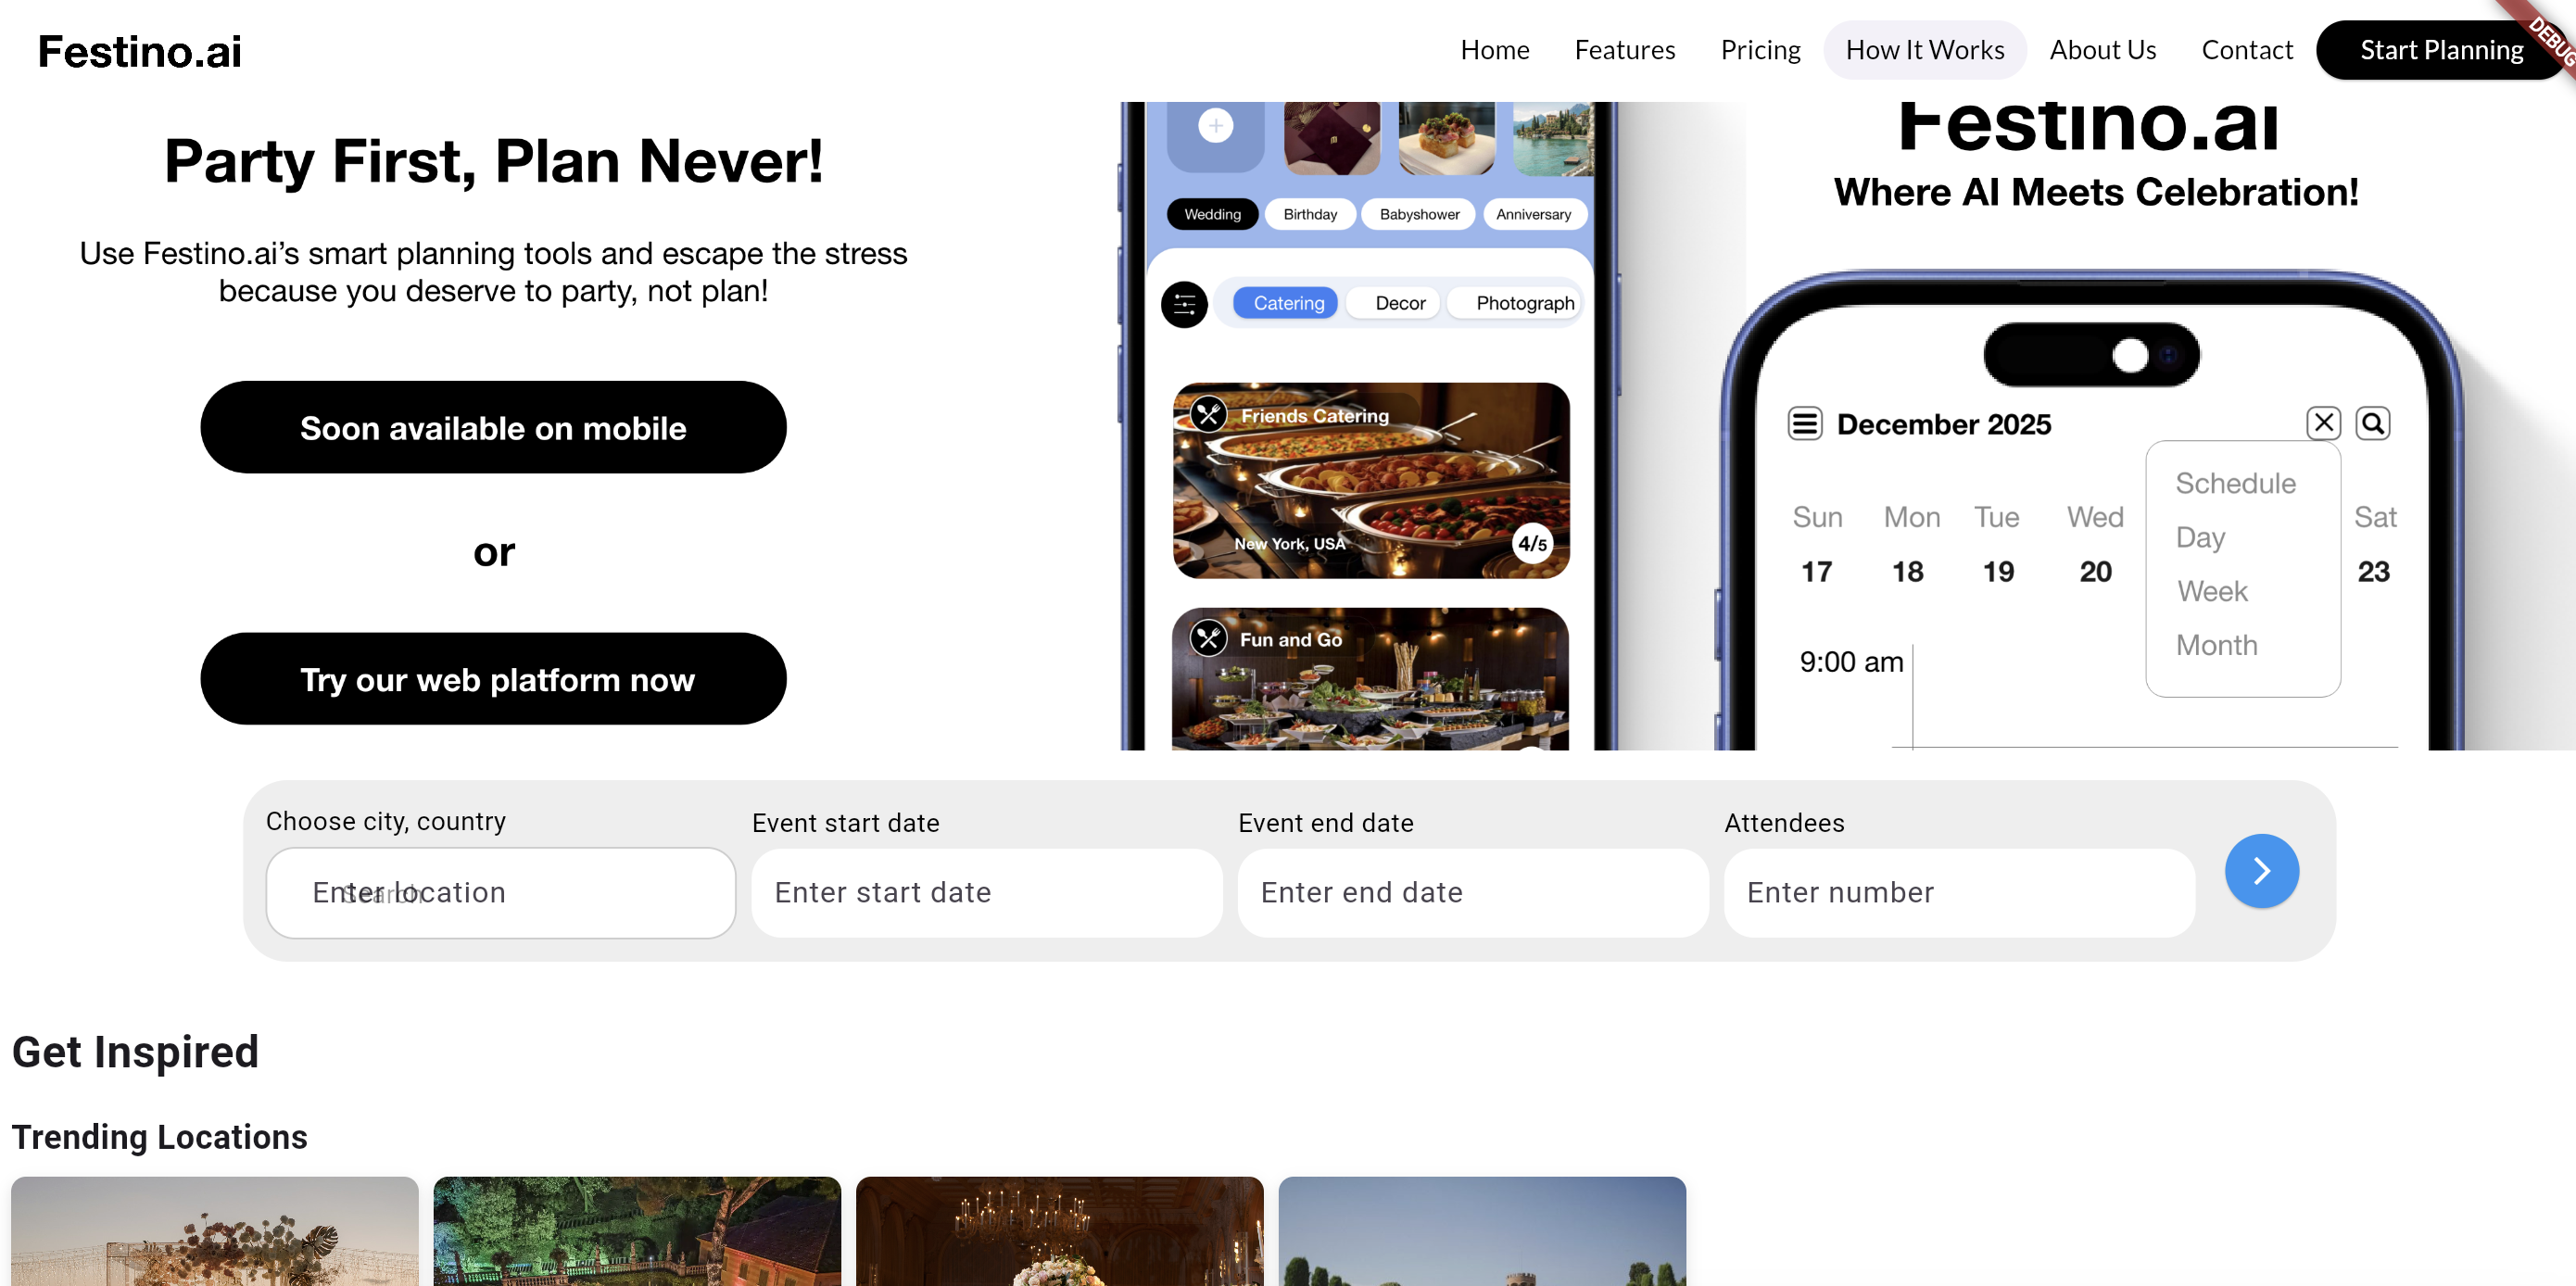 Festino.ai
Home
Features
Pricing
How It Works
About Us
Contact
Start Planning
DEBUG
Party First, Plan Never!
Use Festino.ai’s smart planning tools and escape the stress
because you deserve to party, not plan!
Soon available on mobile
or
Try our web platform now
Wedding
Birthday
Babyshower
Anniversary
Catering
Decor
Photograph
Friends Catering
New York, USA
4/5
Fun and Go
Festino.ai
Where AI Meets Celebration!
December 2025
Schedule
Day
Week
Month
Sun
Mon
Tue
Wed
Sat
17
18
19
20
23
9:00 am
Choose city, country
Enter location
Search
Event start date
Enter start date
Event end date
Enter end date
Attendees
Enter number
Get Inspired
Trending Locations